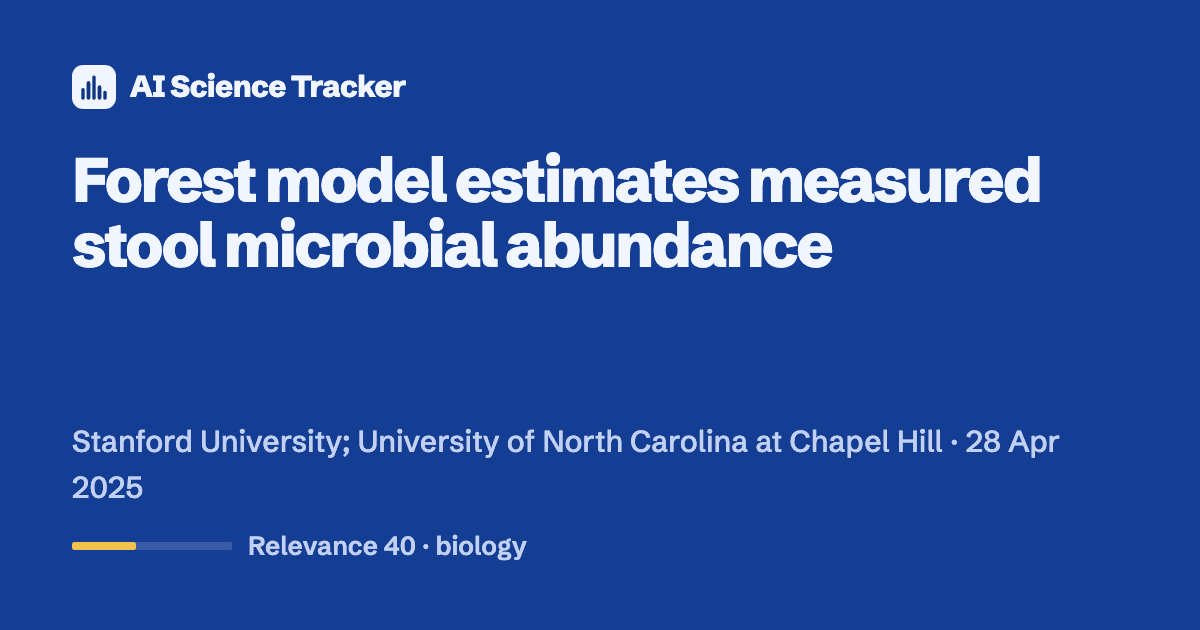 AI Science Tracker
Forest model estimates measured
stool microbial abundance
Stanford University; University of North Carolina at Chapel Hill · 28 Apr
2025
Relevance 40 · biology